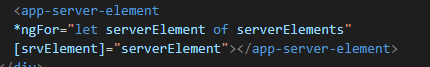 <app-server-element
*ngFor="let serverElement of serverElements"
[srvElement]="serverElement"></app-server-element>
</div>